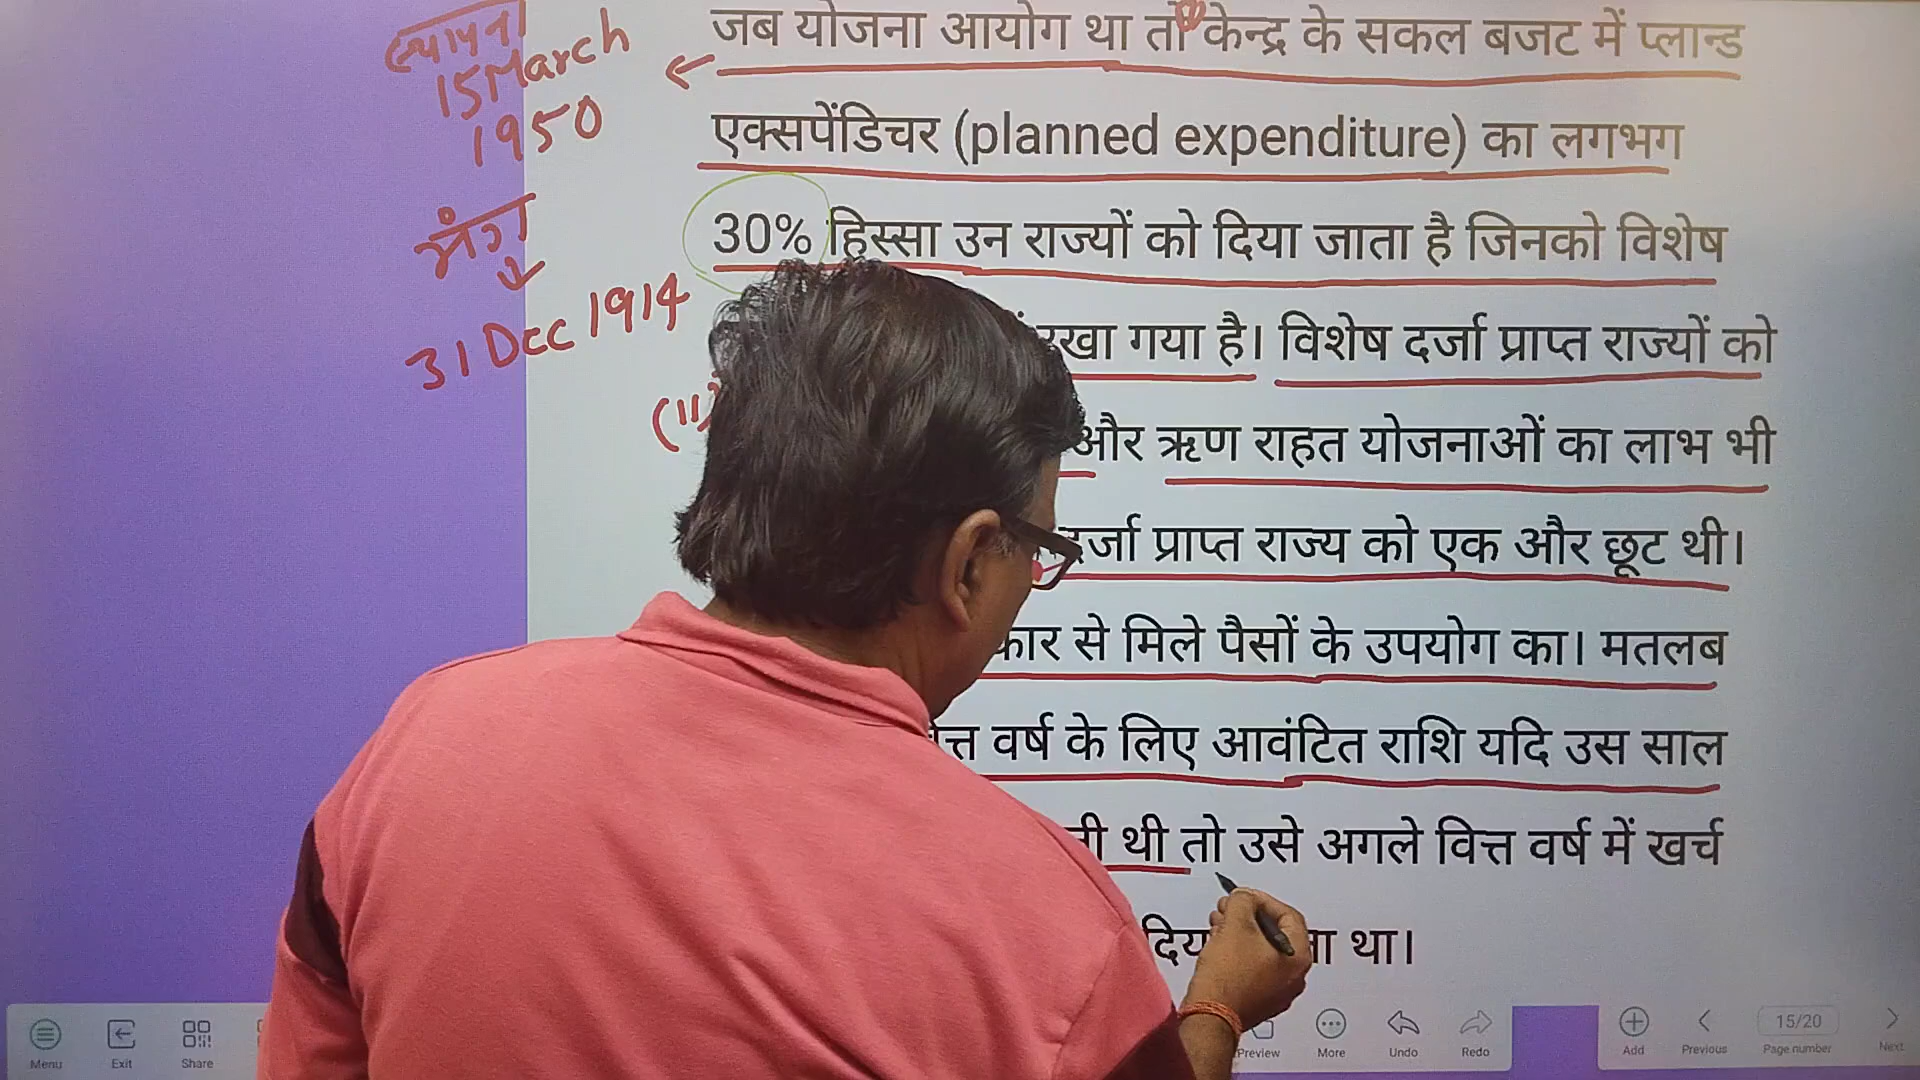 स्थापना
15 March
1950
भंग
31 Dec 1914
(11)
जब योजना आयोग था तो केन्द्र के सकल बजट में प्लान्ड
एक्सपेंडिचर (planned expenditure) का लगभग
30% हिस्सा उन राज्यों को दिया जाता है जिनको विशेष
रखा गया है। विशेष दर्जा प्राप्त राज्यों को
और ऋण राहत योजनाओं का लाभ भी
दर्जा प्राप्त राज्य को एक और छूट थी।
से मिले पैसों के उपयोग का। मतलब
वर्ष के लिए आवंटित राशि यदि उस साल
थी तो उसे अगले वित्त वर्ष में खर्च
था।
Menu
Exit
Share
Preview
More
Undo
Redo
Add
Previous
15/20
Page number
Next